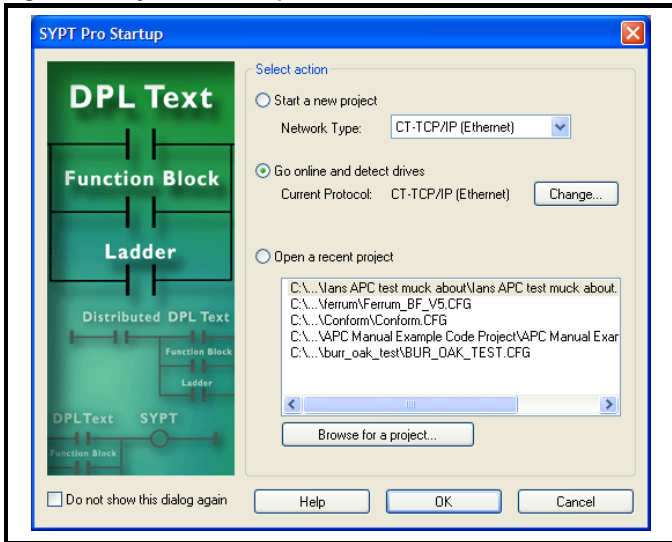 SYPT Pro Startup
DPL Text
Function Block
Ladder
Distributed DPL Text
Function Block
Ladder
DPLText SYPT
Function Block
Select action
Start a new project
Network Type: CT-TCP/IP (Ethernet)
Go online and detect drives
Current Protocol: CT-TCP/IP (Ethernet) Change...
Open a recent project
C:\...\Ians APC test muck about\Ians APC test muck about.
C:\...\ferrum\Ferrum_BF_V5.CFG
C:\...\Conform\Conform.CFG
C:\...\APC Manual Example Code Project\APC Manual Exar
C:\...\burr_oak_test\BUR_OAK_TEST.CFG
Browse for a project...
Do not show this dialog again
Help OK Cancel